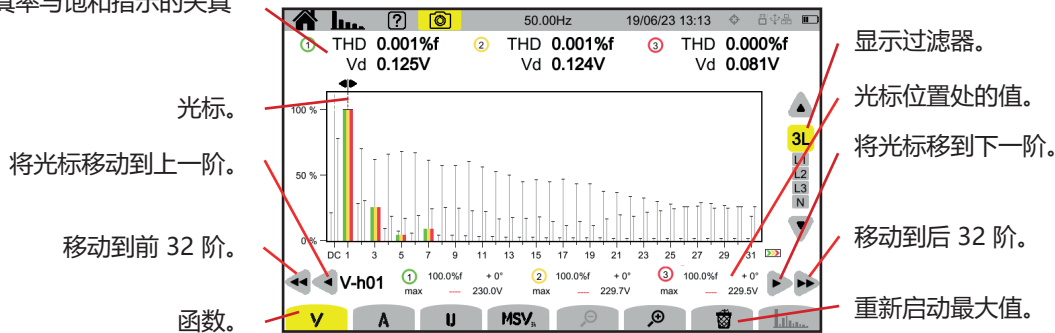 真率与饱和指示的失真
50.00Hz 19/06/23 13:13
1 THD 0.001%f 2 THD 0.001%f 3 THD 0.000%f
Vd 0.125V Vd 0.124V Vd 0.081V
显示过滤器。
光标。
光标位置处的值。
将光标移动到上一阶。
将光标移到下一阶。
100 %
50 %
0 %
3L
L1
L2
L3
N
DC 1 3 5 7 9 11 13 15 17 19 21 23 25 27 29 31
移动到前 32 阶。
移动到后 32 阶。
V-h01 1 100.0%f + 0° 2 100.0%f + 0° 3 100.0%f + 0°
max ---- 230.0V max ---- 229.7V max ---- 229.5V
函数。
V A U MSV
重新启动最大值。